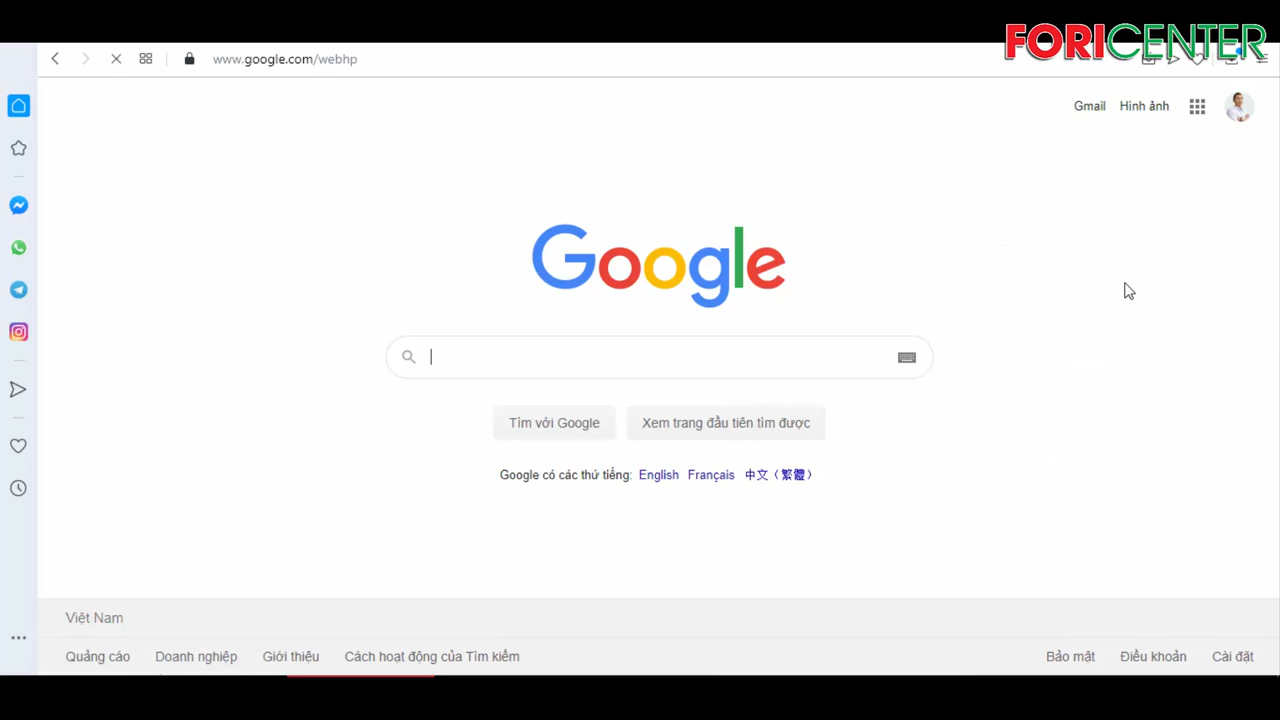 FORICENTER
www.google.com/webhp
Gmail Hình ảnh
Google
Tìm với Google Xem trang đầu tiên tìm được
Google có các thứ tiếng: English Français 中文（繁體）
Việt Nam
Quảng cáo Doanh nghiệp Giới thiệu Cách hoạt động của Tìm kiếm Bảo mật Điều khoản Cài đặt